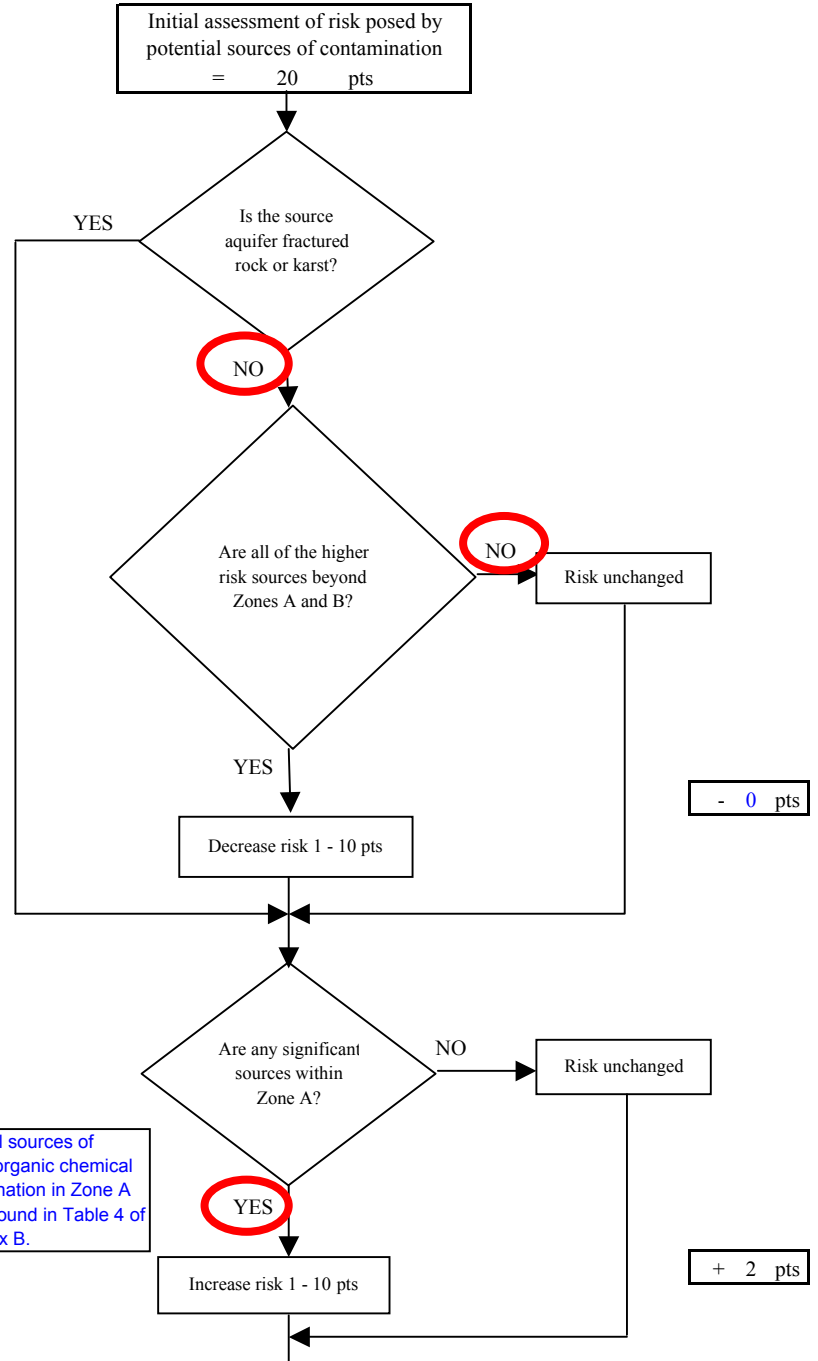 Initial assessment of risk posed by
potential sources of contamination
= 20 pts
YES
Is the source
aquifer fractured
rock or karst?
NO
Are all of the higher
risk sources beyond
Zones A and B?
NO
Risk unchanged
YES
- 0 pts
Decrease risk 1 - 10 pts
Are any significant
sources within
Zone A?
NO
Risk unchanged
sources of
organic chemical
in Zone A
ound in Table 4 of
B.
YES
+ 2 pts
Increase risk 1 - 10 pts